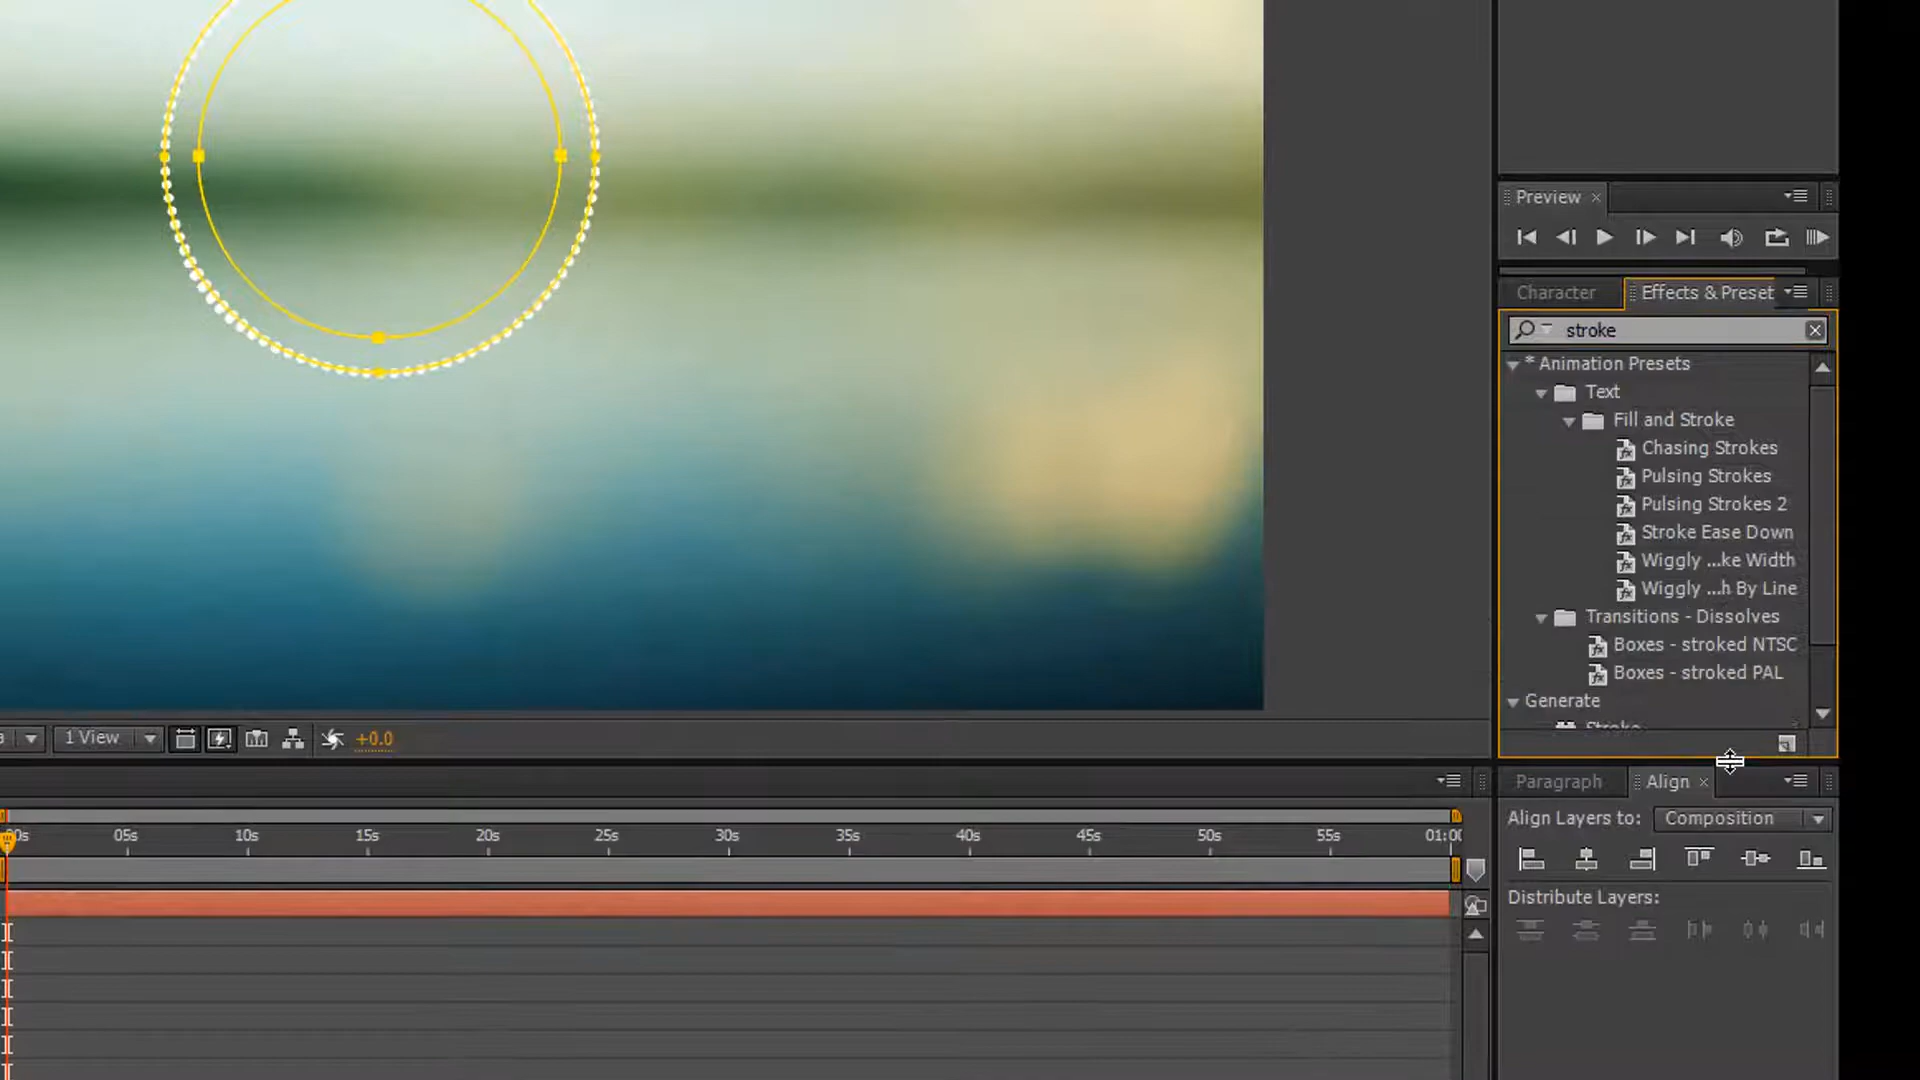 Preview
Character
Effects & Preset
stroke
* Animation Presets
Text
Fill and Stroke
Chasing Strokes
Pulsing Strokes
Pulsing Strokes 2
Stroke Ease Down
Wiggly ...ke Width
Wiggly ...h By Line
Transitions - Dissolves
Boxes - stroked NTSC
Boxes - stroked PAL
Generate
Stroke
1 View
+0.0
Paragraph
Align
Align Layers to: Composition
Distribute Layers:
05s 10s 15s 20s 25s 30s 35s 40s 45s 50s 55s